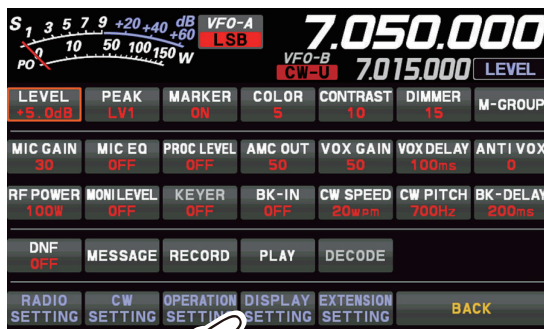 S 1 3 5 7 9 +20 +40 +60 dB VFO-A 7.050.000
LSB
PO 0 10 50 100 150 W VFO-B
CW-U 7.015.000 LEVEL
LEVEL PEAK MARKER COLOR CONTRAST DIMMER M-GROUP
+5.0dB LV1 ON 5 10 15
MIC GAIN MIC EQ PROC LEVEL AMC OUT VOX GAIN VOX DELAY ANTI VOX
30 OFF OFF 50 50 100ms 0
RF POWER MONI LEVEL KEYER BK-IN CW SPEED CW PITCH BK-DELAY
100W OFF OFF OFF 20wpm 700Hz 200ms
DNF MESSAGE RECORD PLAY DECODE
OFF
RADIO CW OPERATION DISPLAY EXTENSION BACK
SETTING SETTING SETTING SETTING SETTING